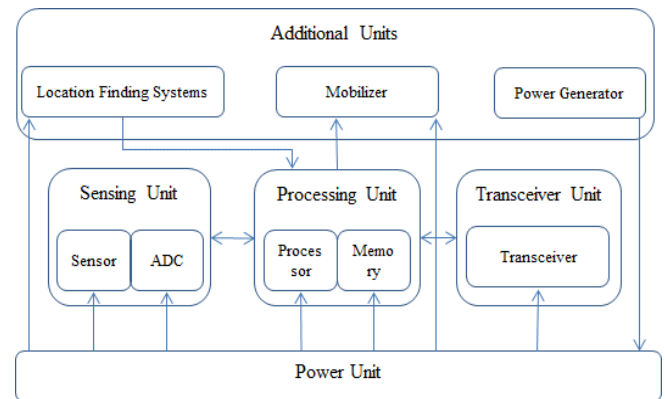 Additional Units
Location Finding Systems
Mobilizer
Power Generator
Sensing Unit
Processing Unit
Transceiver Unit
Sensor
ADC
Proces
sor
Memo
ry
Transceiver
Power Unit